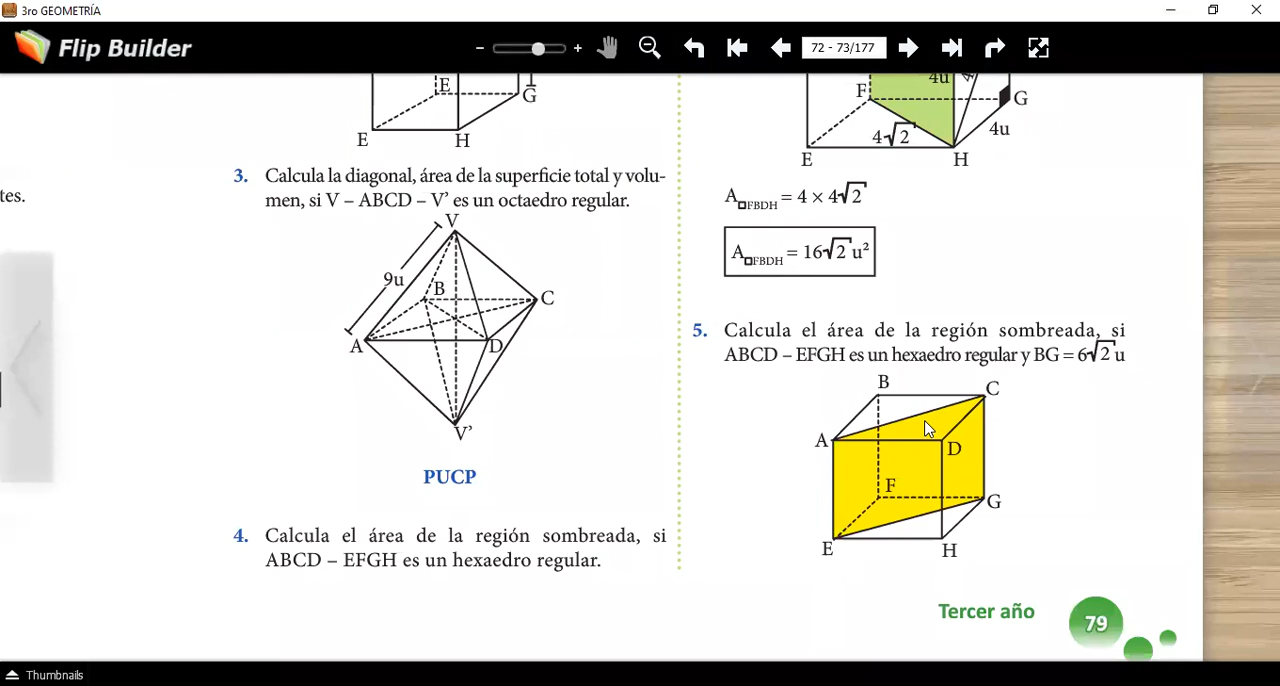 3ro GEOMETRÍA
Flip Builder
72 - 73/177
tes.
E
G
E
H
3. Calcula la diagonal, área de la superficie total y volu-
men, si V – ABCD – V’ es un octaedro regular.
V
9u
B
C
A
D
V’
PUCP
4. Calcula el área de la región sombreada, si
ABCD – EFGH es un hexaedro regular.
4u
F
G
4√2
4u
E
H
A□FBDH = 4 × 4√2
A□FBDH = 16√2 u²
5. Calcula el área de la región sombreada, si
ABCD – EFGH es un hexaedro regular y BG = 6√2 u
B
C
A
D
F
G
E
H
Tercer año
79
Thumbnails